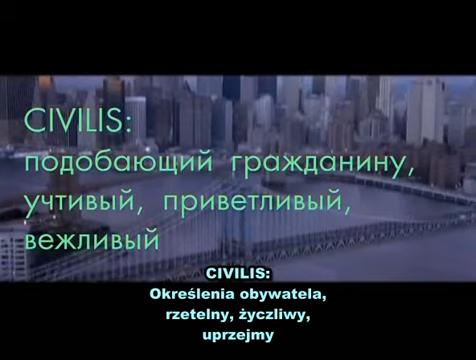 CIVILIS:
подобающий гражданину,
учтивый, приветливый,
вежливый
CIVILIS:
Określenia obywatela,
rzetelny, życzliwy,
uprzejmy